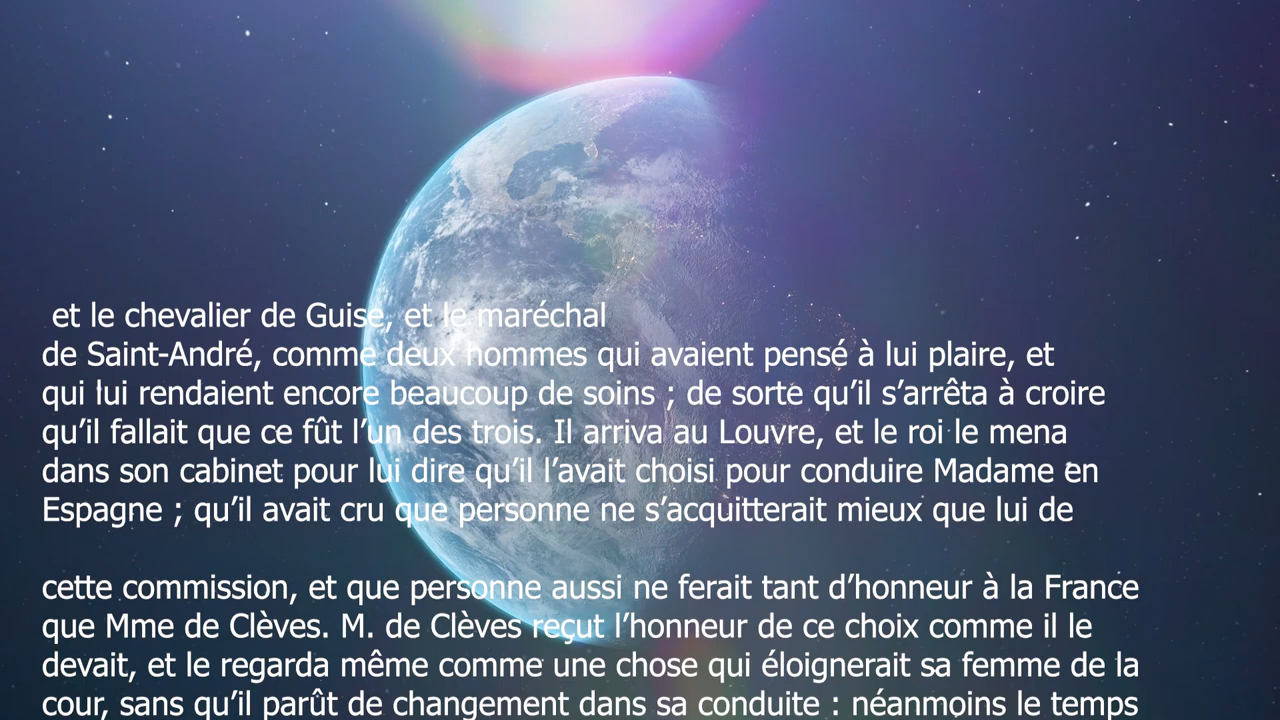 et le chevalier de Guise, et le maréchal
de Saint-André, comme deux hommes qui avaient pensé à lui plaire, et
qui lui rendaient encore beaucoup de soins ; de sorte qu’il s’arrêta à croire
qu’il fallait que ce fût l’un des trois. Il arriva au Louvre, et le roi le mena
dans son cabinet pour lui dire qu’il l’avait choisi pour conduire Madame en
Espagne ; qu’il avait cru que personne ne s’acquitterait mieux que lui de
cette commission, et que personne aussi ne ferait tant d’honneur à la France
que Mme de Clèves. M. de Clèves reçut l’honneur de ce choix comme il le
devait, et le regarda même comme une chose qui éloignerait sa femme de la
cour, sans qu’il parût de changement dans sa conduite : néanmoins le temps